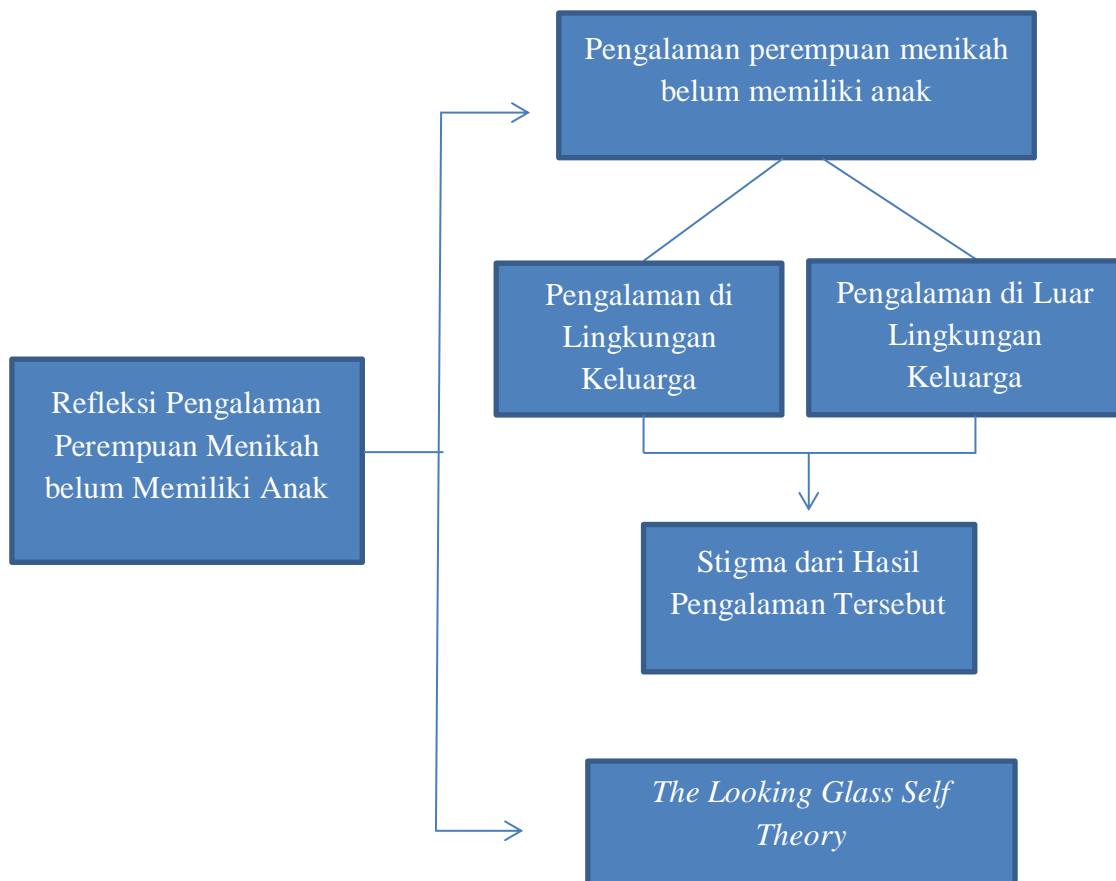 Pengalaman perempuan menikah
belum memiliki anak
Pengalaman di
Lingkungan
Keluarga
Pengalaman di Luar
Lingkungan
Keluarga
Refleksi Pengalaman
Perempuan Menikah
belum Memiliki Anak
Stigma dari Hasil
Pengalaman Tersebut
The Looking Glass Self
Theory